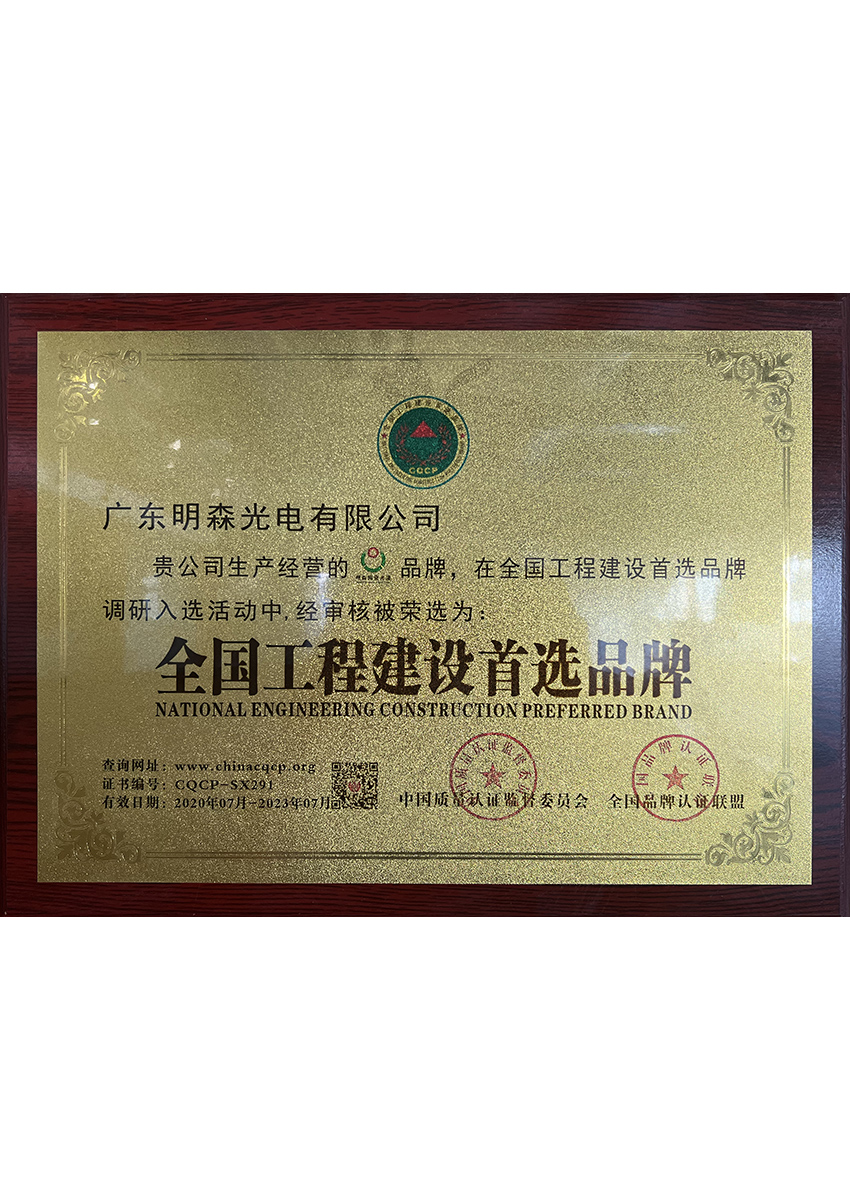 CQCP
广东明森光电有限公司
贵公司生产经营的 品牌，在全国工程建设首选品牌
调研入选活动中,经审核被荣选为：
全国工程建设首选品牌
NATIONAL ENGINEERING CONSTRUCTION PREFERRED BRAND
查询网址：www.chinacqcp.org
证书编号：CQCP-SX291
有效日期：2020年07月-2023年07月
中国质量认证监督委员会 全国品牌认证联盟